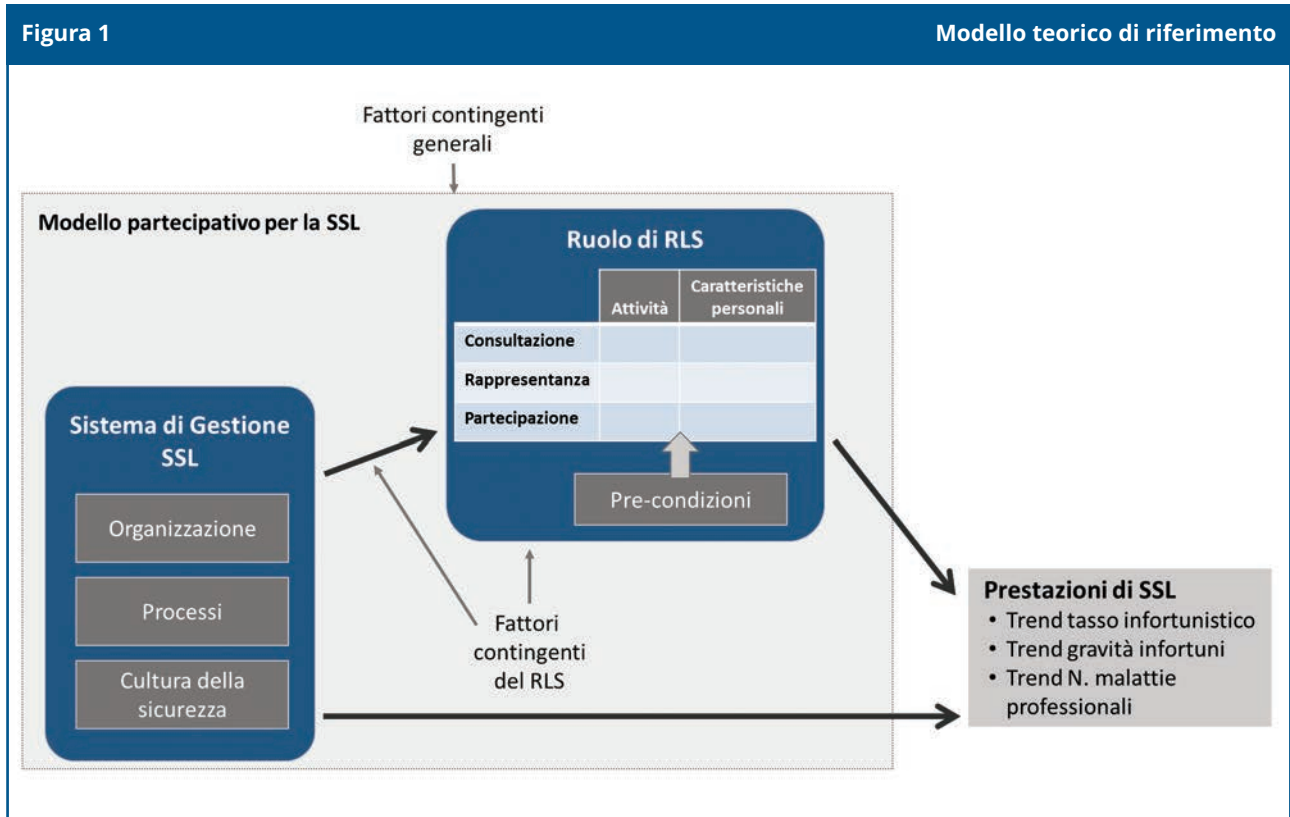 Figura 1
Modello teorico di riferimento
Fattori contingenti
generali
Modello partecipativo per la SSL
Ruolo di RLS
Attività
Caratteristiche
personali
Consultazione
Rappresentanza
Partecipazione
Pre-condizioni
Sistema di Gestione
SSL
Organizzazione
Processi
Cultura della
sicurezza
Fattori
contingenti
del RLS
Prestazioni di SSL
• Trend tasso infortunistico
• Trend gravità infortuni
• Trend N. malattie
professionali